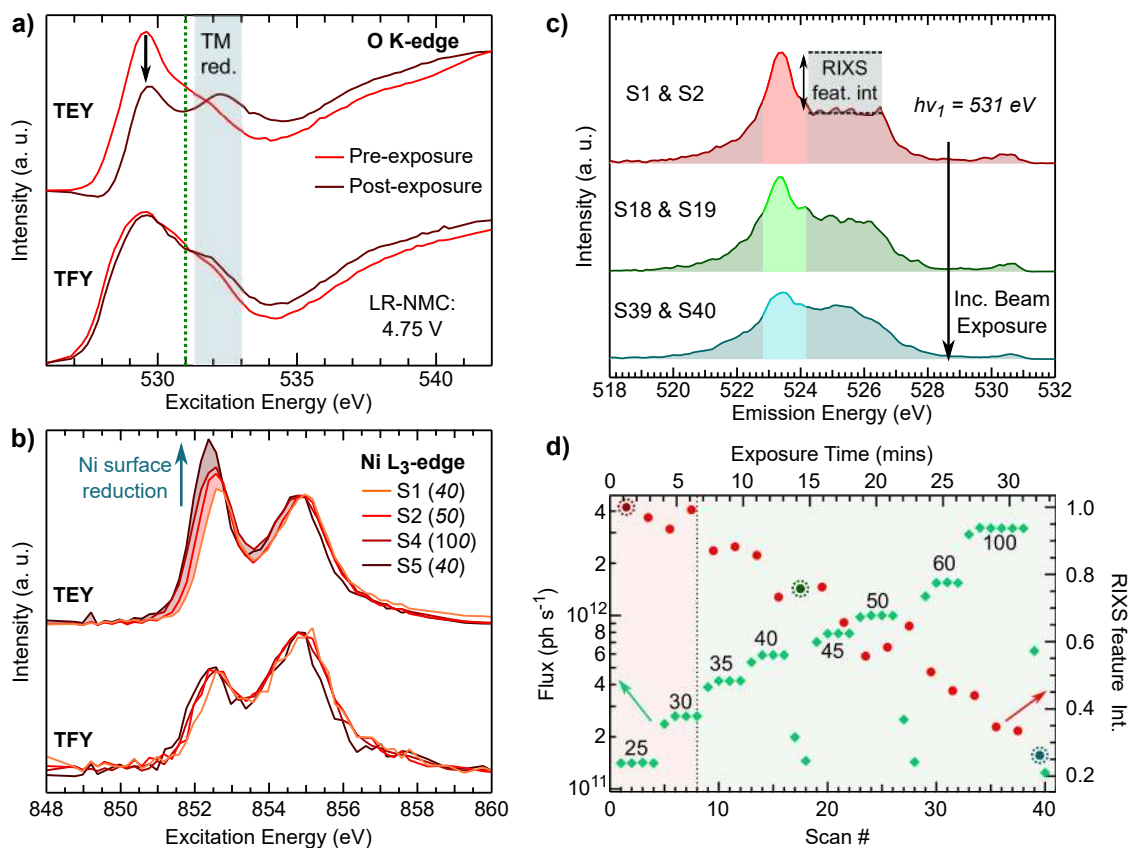 a)
O K-edge
TM
red.
TEY
Pre-exposure
Post-exposure
TFY
LR-NMC:
4.75 V
Intensity (a. u.)
530 535 540
Excitation Energy (eV)
b)
Ni surface
reduction
Ni L3-edge
S1 (40)
S2 (50)
S4 (100)
S5 (40)
TEY
TFY
Intensity (a. u.)
848 850 852 854 856 858 860
Excitation Energy (eV)
c)
RIXS
feat. int
S1 & S2
hv1 = 531 eV
S18 & S19
S39 & S40
Inc. Beam
Exposure
Intensity (a. u.)
518 520 522 524 526 528 530 532
Emission Energy (eV)
d)
Exposure Time (mins)
0 5 10 15 20 25 30
4
2
10¹²
8
6
4
2
10¹¹
Flux (ph s⁻¹)
25
30
35
40
45
50
60
100
1.0
0.8
0.6
0.4
0.2
RIXS feature Int.
0 10 20 30 40
Scan #